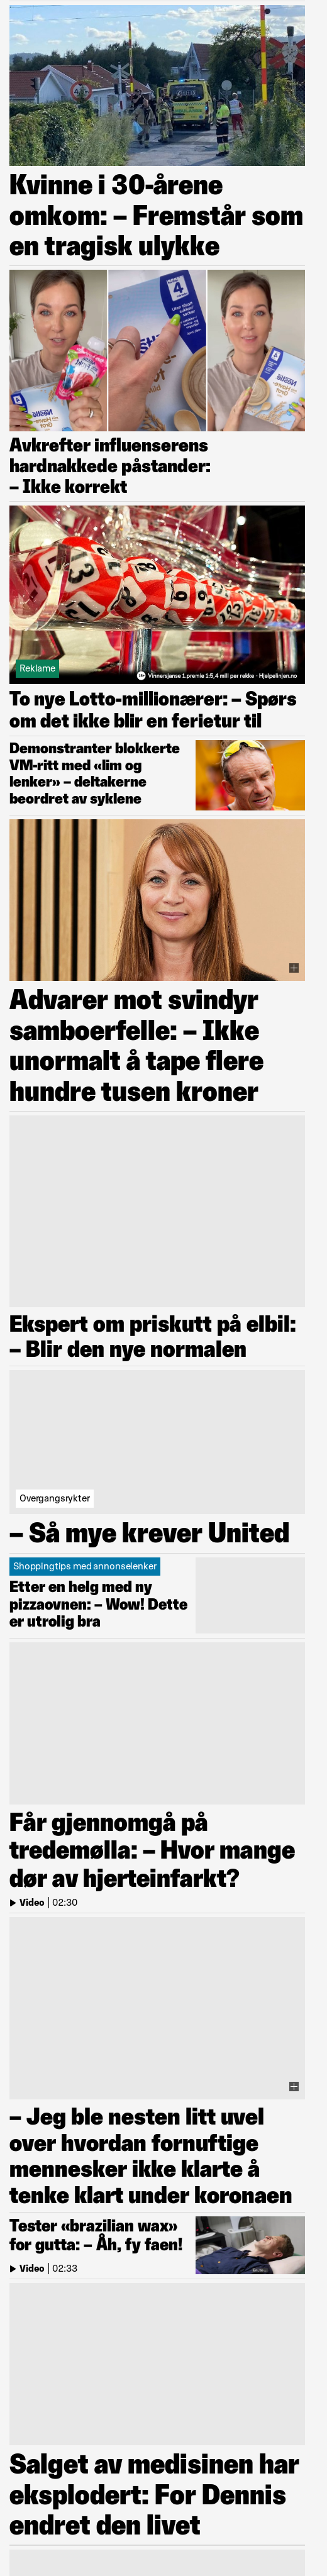 Kvinne i 30-årene
omkom: – Fremstår som
en tragisk ulykke
4
Avkrefter influenserens
hardnakkede påstander:
– Ikke korrekt
Reklame
18+ Vinnersjanse 1.premie 1:5,4 mill per rekke - Hjelpelinjen.no
To nye Lotto-millionærer: – Spørs
om det ikke blir en ferietur til
Demonstranter blokkerte
VM-ritt med «lim og
lenker» – deltakerne
beordret av syklene
Advarer mot svindyr
samboerfelle: – Ikke
unormalt å tape flere
hundre tusen kroner
Ekspert om priskutt på elbil:
– Blir den nye normalen
Overgangsrykter
– Så mye krever United
Shoppingtips med annonselenker
Etter en helg med ny
pizzaovnen: – Wow! Dette
er utrolig bra
Får gjennomgå på
tredemølla: – Hvor mange
dør av hjerteinfarkt?
Video | 02:30
– Jeg ble nesten litt uvel
over hvordan fornuftige
mennesker ikke klarte å
tenke klart under koronaen
Tester «brazilian wax»
for gutta: – Åh, fy faen!
Video | 02:33
Salget av medisinen har
eksplodert: For Dennis
endret den livet